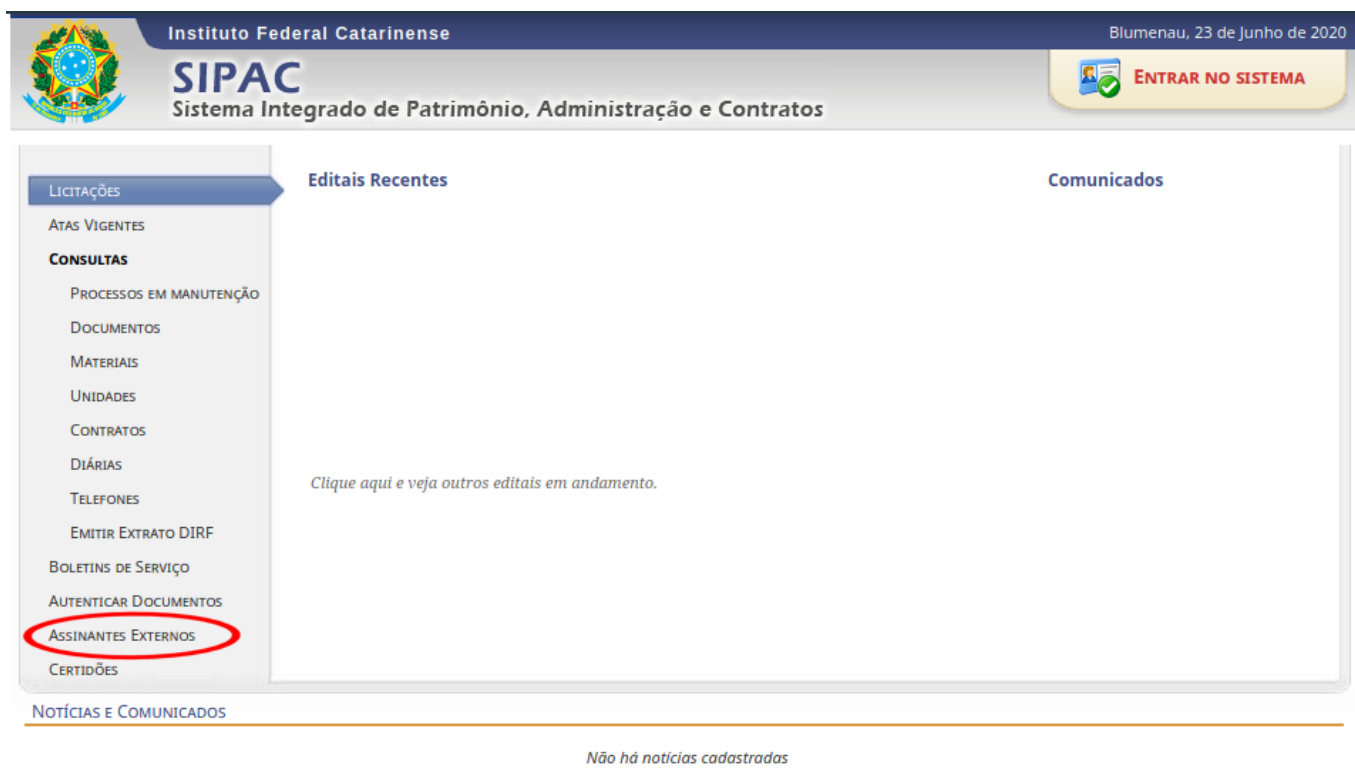 Instituto Federal Catarinense
Blumenau, 23 de Junho de 2020
SIPAC
Sistema Integrado de Patrimônio, Administração e Contratos
Entrar no sistema
Licitações
Atas Vigentes
Consultas
Processos em manutenção
Documentos
Materiais
Unidades
Contratos
Diárias
Telefones
Emitir Extrato DIRF
Boletins de Serviço
Autenticar Documentos
Assinantes Externos
Certidões
Editais Recentes
Clique aqui e veja outros editais em andamento.
Comunicados
Notícias e Comunicados
Não há notícias cadastradas